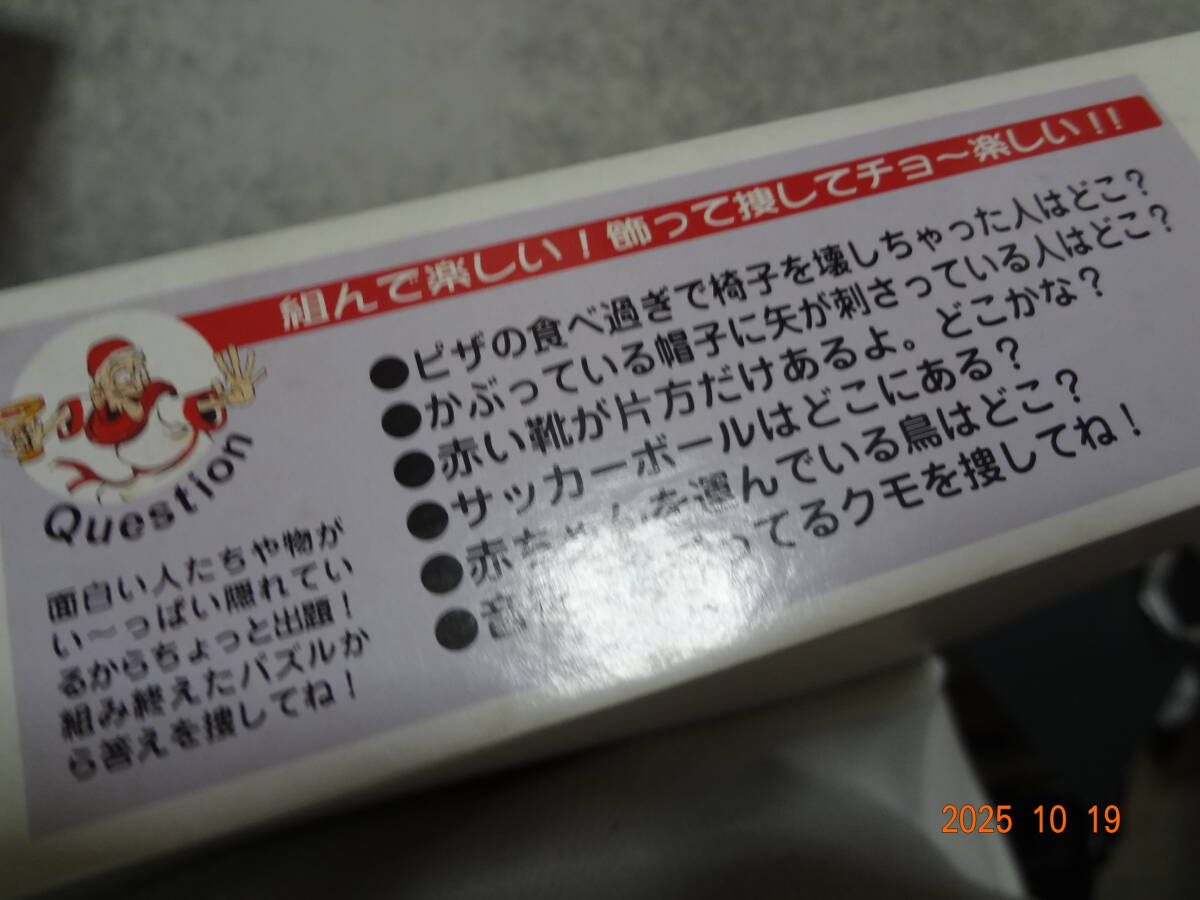 組んで楽しい！飾って捜してチョ～楽しい!!
Question
面白い人たちや物が
い～っぱい隠れてい
るからちょっと出題！
組み終えたパズルか
ら答えを捜してね！
●ピザの食べ過ぎで椅子を壊しちゃった人はどこ？
●かぶっている帽子に矢が刺さっている人はどこ？
●赤い靴が片方だけあるよ。どこかな？
●サッカーボールはどこにある？
●赤ちゃんを運んでいる鳥はどこ？
●音 ってるクモを捜してね！
2025 10 19